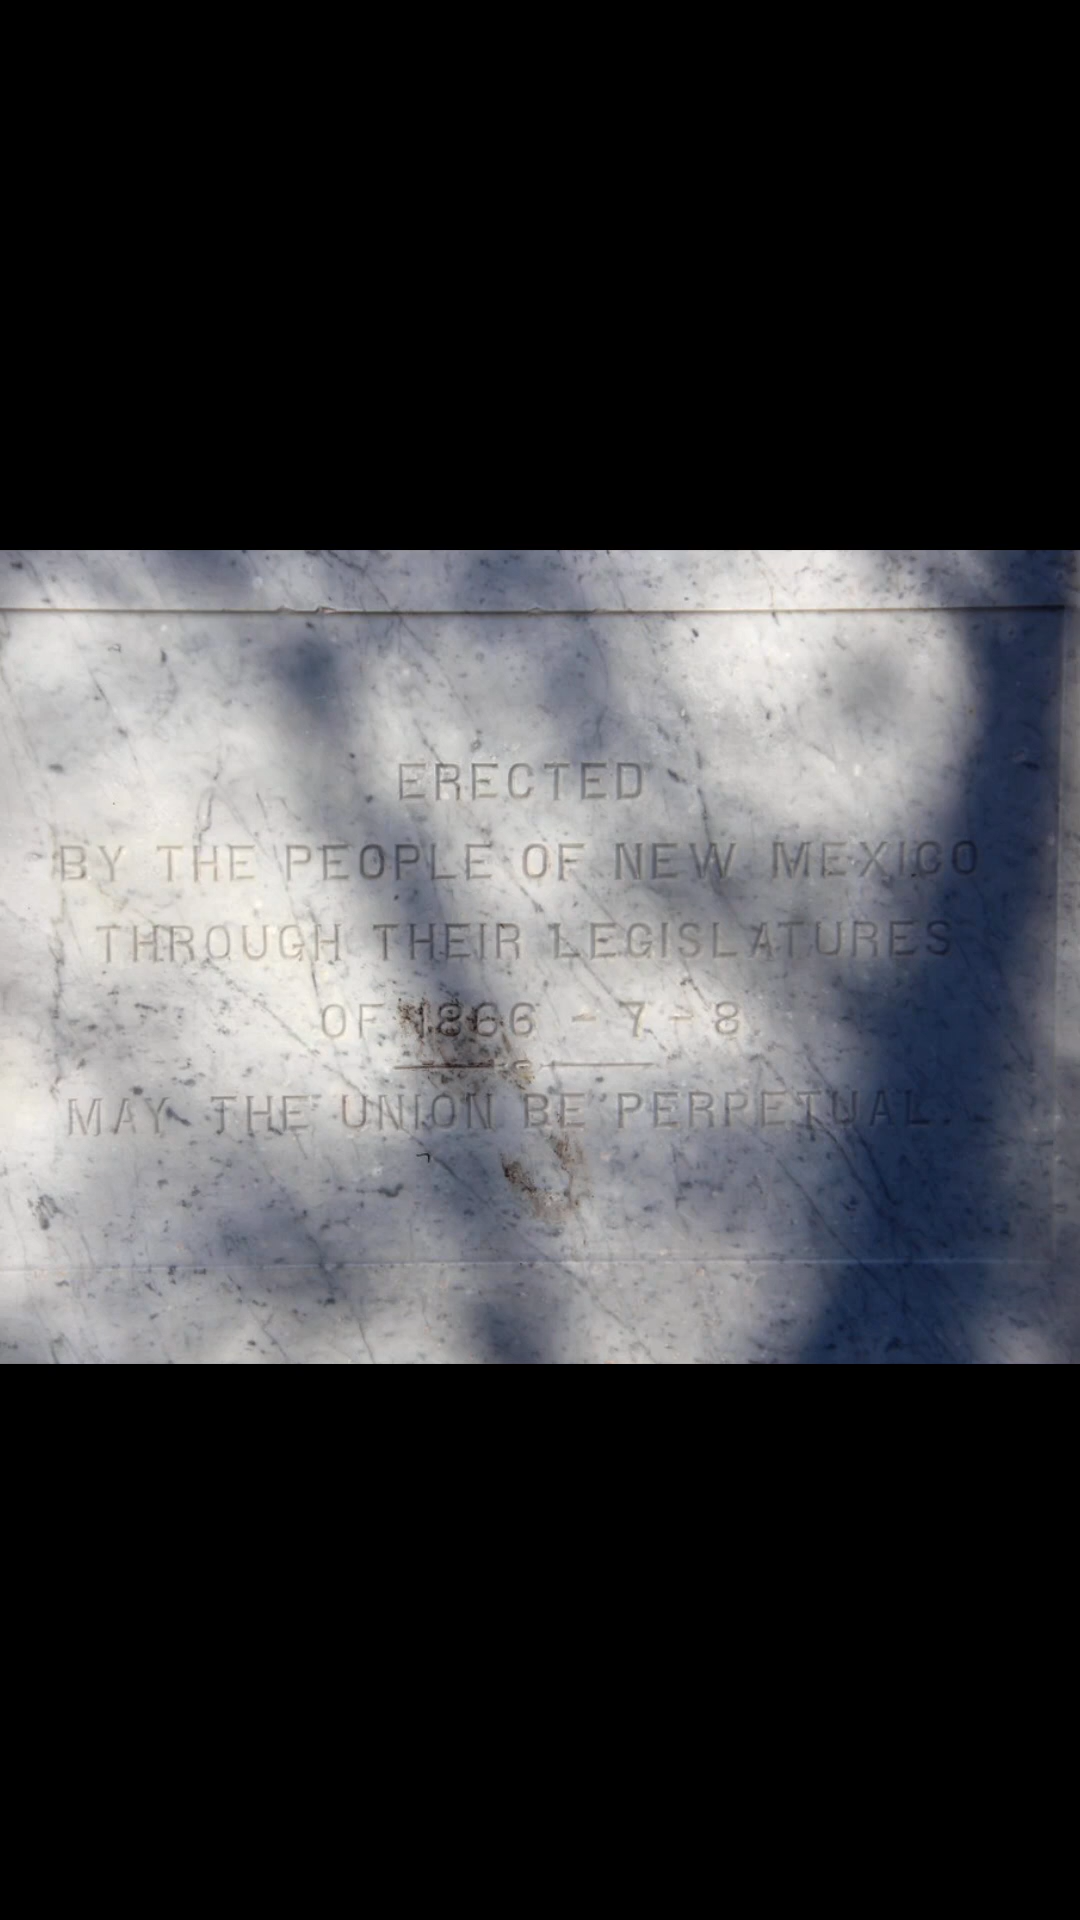 ERECTED
BY THE PEOPLE OF NEW MEXICO
THROUGH THEIR LEGISLATURES
OF 1866 - 7 - 8.
MAY THE UNION BE PERPETUAL.